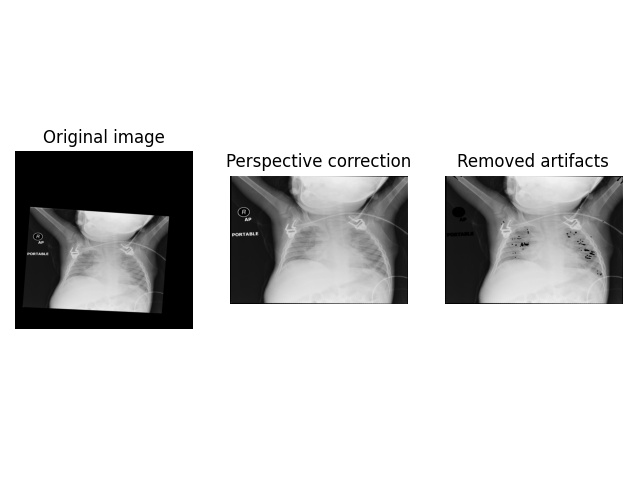 Original image
Perspective correction
Removed artifacts
R
AP
PORTABLE
R
AP
PORTABLE